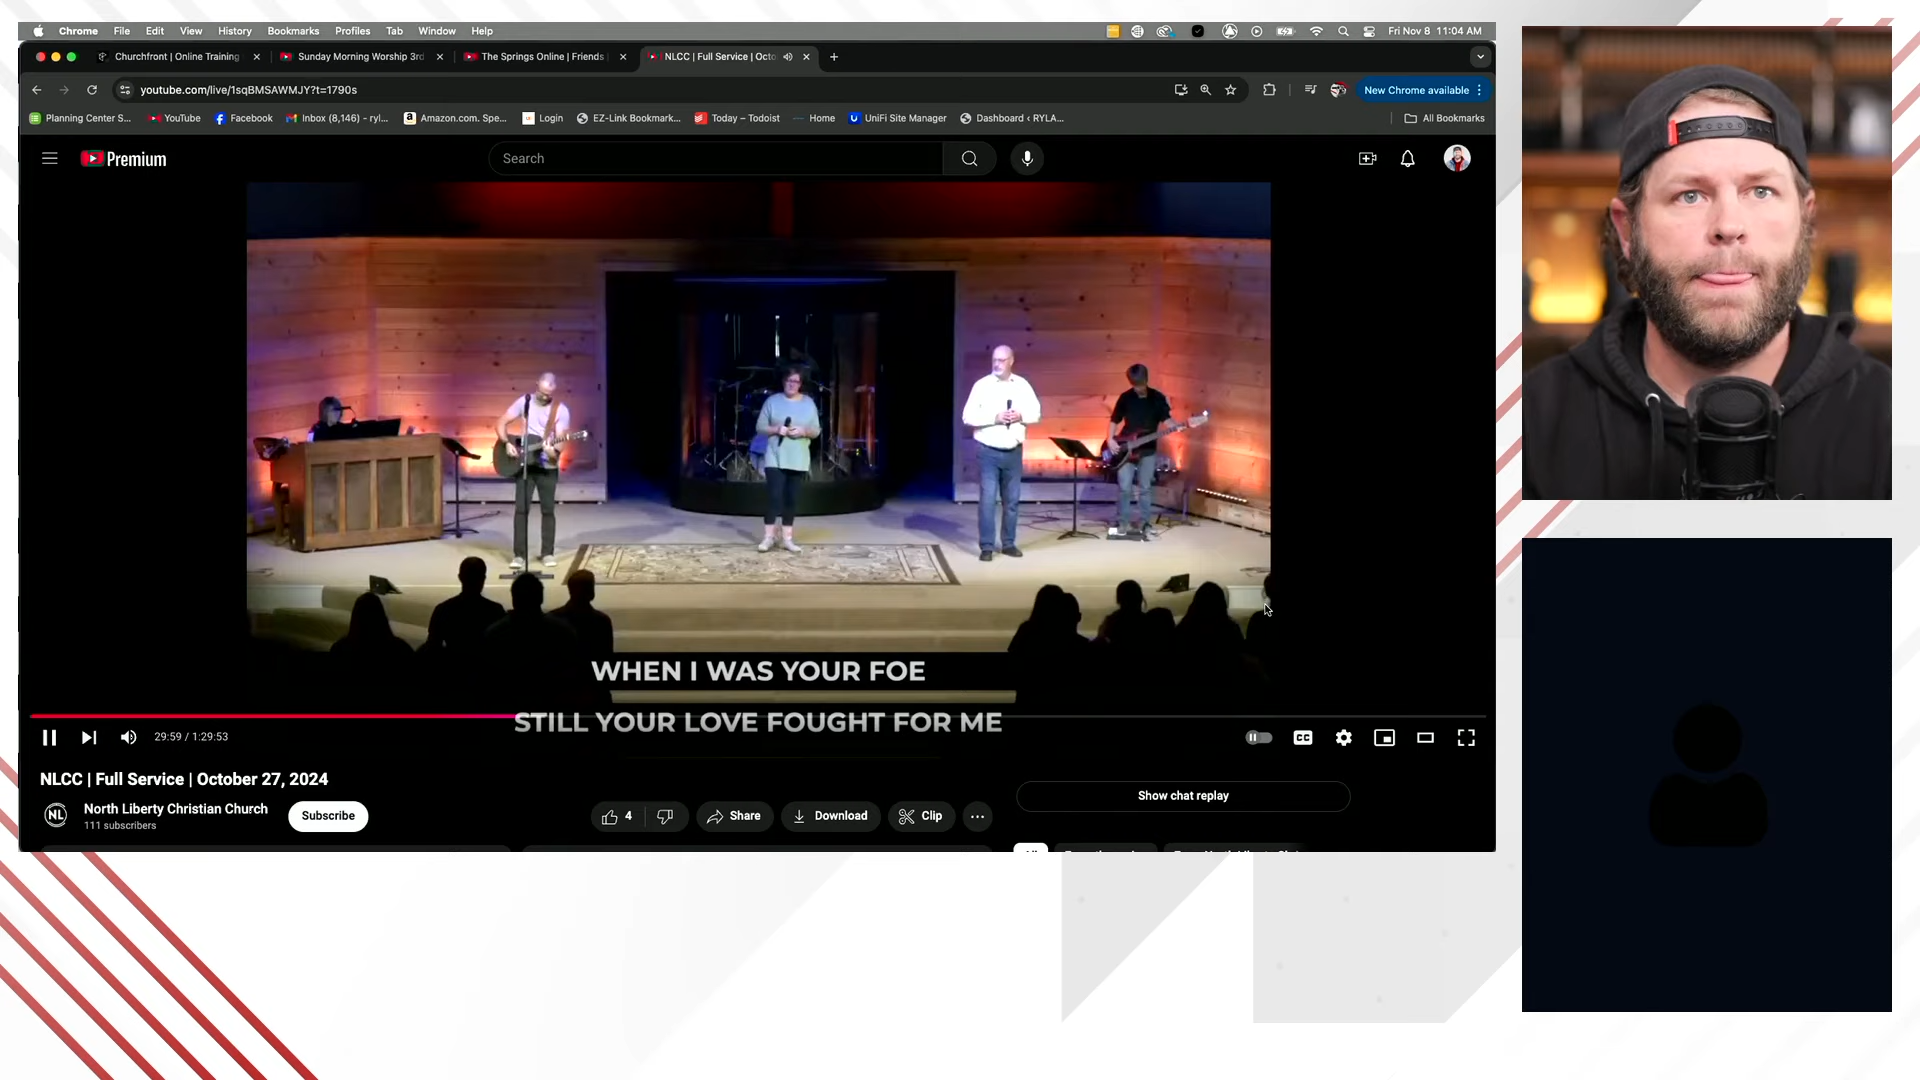 Chrome File Edit View History Bookmarks Profiles Tab Window Help
Fri Nov 8 11:04 AM
Churchfront | Online Training
Sunday Morning Worship 3rd
The Springs Online | Friends
NLCC | Full Service | Octo
youtube.com/live/1sqBMSAWMJY?t=1790s
New Chrome available
Planning Center S...
YouTube
Facebook
Inbox (8,146) – ryl...
Amazon.com. Spe...
Login
EZ-Link Bookmark...
Today – Todoist
Home
UniFi Site Manager
Dashboard ‹ RYLA...
All Bookmarks
Premium
Search
WHEN I WAS YOUR FOE
STILL YOUR LOVE FOUGHT FOR ME
29:59 / 1:29:53
CC
NLCC | Full Service | October 27, 2024
NL
North Liberty Christian Church
111 subscribers
Subscribe
4
Share
Download
Clip
Show chat replay